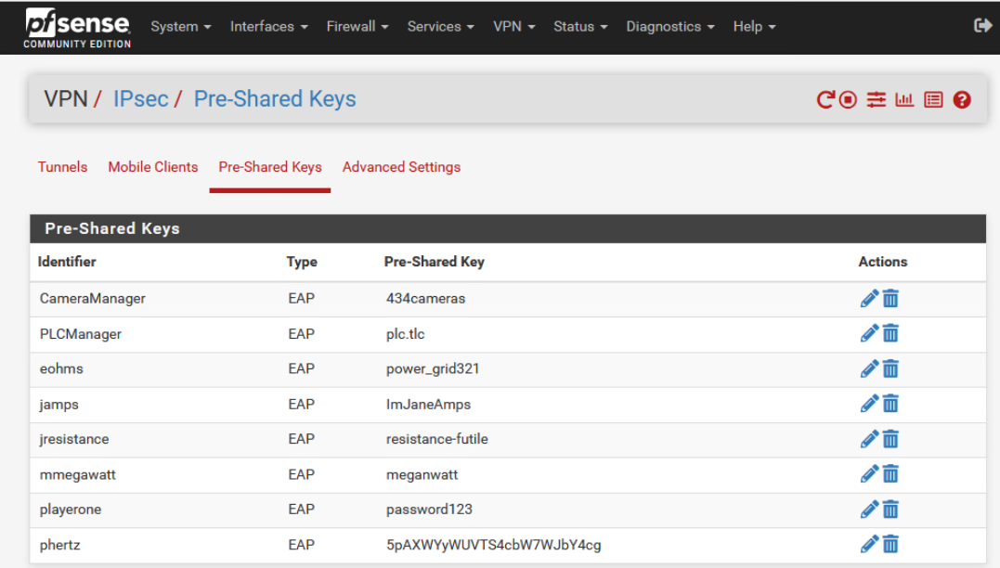 pfsense
COMMUNITY EDITION
System Interfaces Firewall Services VPN Status Diagnostics Help
VPN / IPsec / Pre-Shared Keys
Tunnels Mobile Clients Pre-Shared Keys Advanced Settings
Pre-Shared Keys
Identifier Type Pre-Shared Key Actions
CameraManager EAP 434cameras
PLCManager EAP plc.tlc
eohms EAP power_grid321
jamps EAP ImJaneAmps
jresistance EAP resistance-futile
mmegawatt EAP meganwatt
playerone EAP password123
phertz EAP 5pAXWYyWUVTS4cbW7WJbY4cg